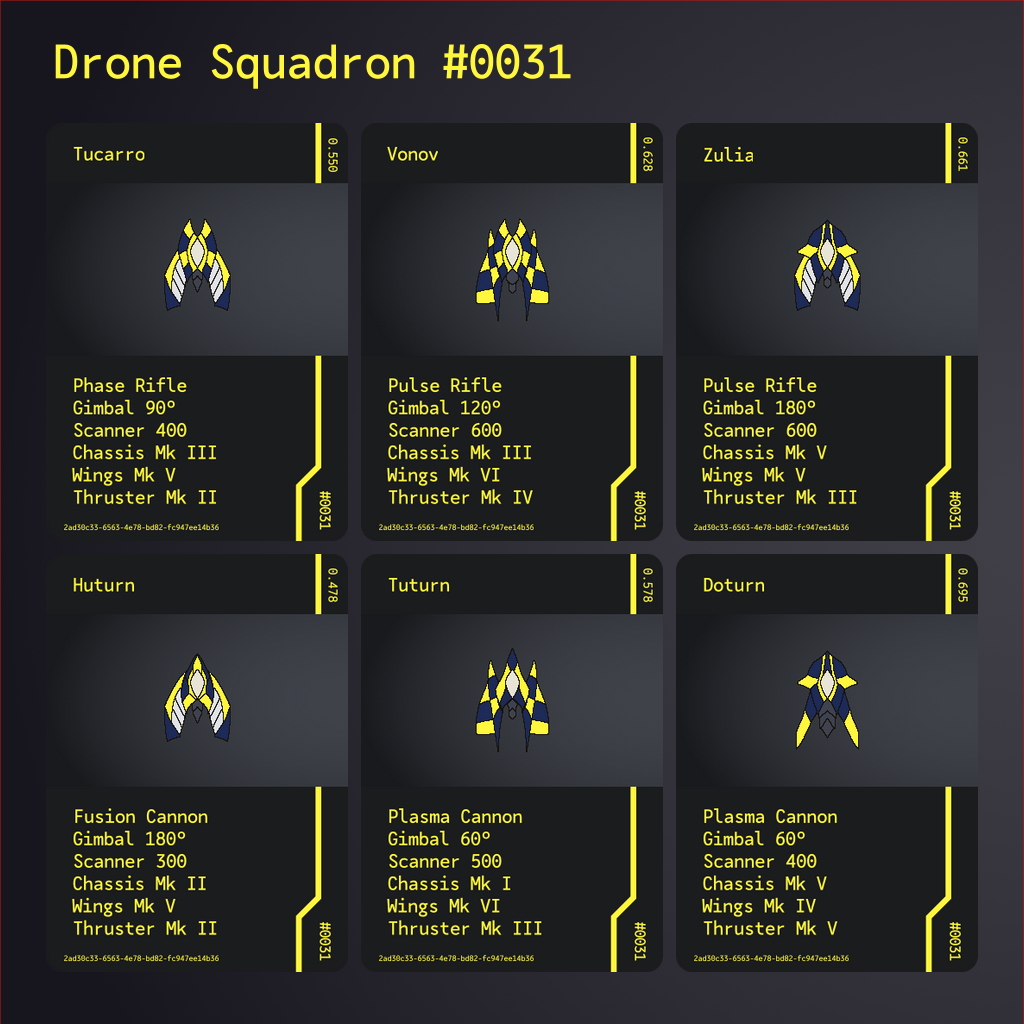 Drone Squadron #0031
Tucarro
0.550
Phase Rifle
Gimbal 90º
Scanner 400
Chassis Mk III
Wings Mk V
Thruster Mk II
#0031
2ad30c33-6563-4e78-bd82-fc947ee14b36
Vonov
0.628
Pulse Rifle
Gimbal 120º
Scanner 600
Chassis Mk III
Wings Mk VI
Thruster Mk IV
#0031
2ad30c33-6563-4e78-bd82-fc947ee14b36
Zulia
0.661
Pulse Rifle
Gimbal 180º
Scanner 600
Chassis Mk V
Wings Mk V
Thruster Mk III
#0031
2ad30c33-6563-4e78-bd82-fc947ee14b36
Huturn
0.478
Fusion Cannon
Gimbal 180º
Scanner 300
Chassis Mk II
Wings Mk V
Thruster Mk II
#0031
2ad30c33-6563-4e78-bd82-fc947ee14b36
Tuturn
0.578
Plasma Cannon
Gimbal 60º
Scanner 500
Chassis Mk I
Wings Mk VI
Thruster Mk III
#0031
2ad30c33-6563-4e78-bd82-fc947ee14b36
Doturn
0.695
Plasma Cannon
Gimbal 60º
Scanner 400
Chassis Mk V
Wings Mk IV
Thruster Mk V
#0031
2ad30c33-6563-4e78-bd82-fc947ee14b36